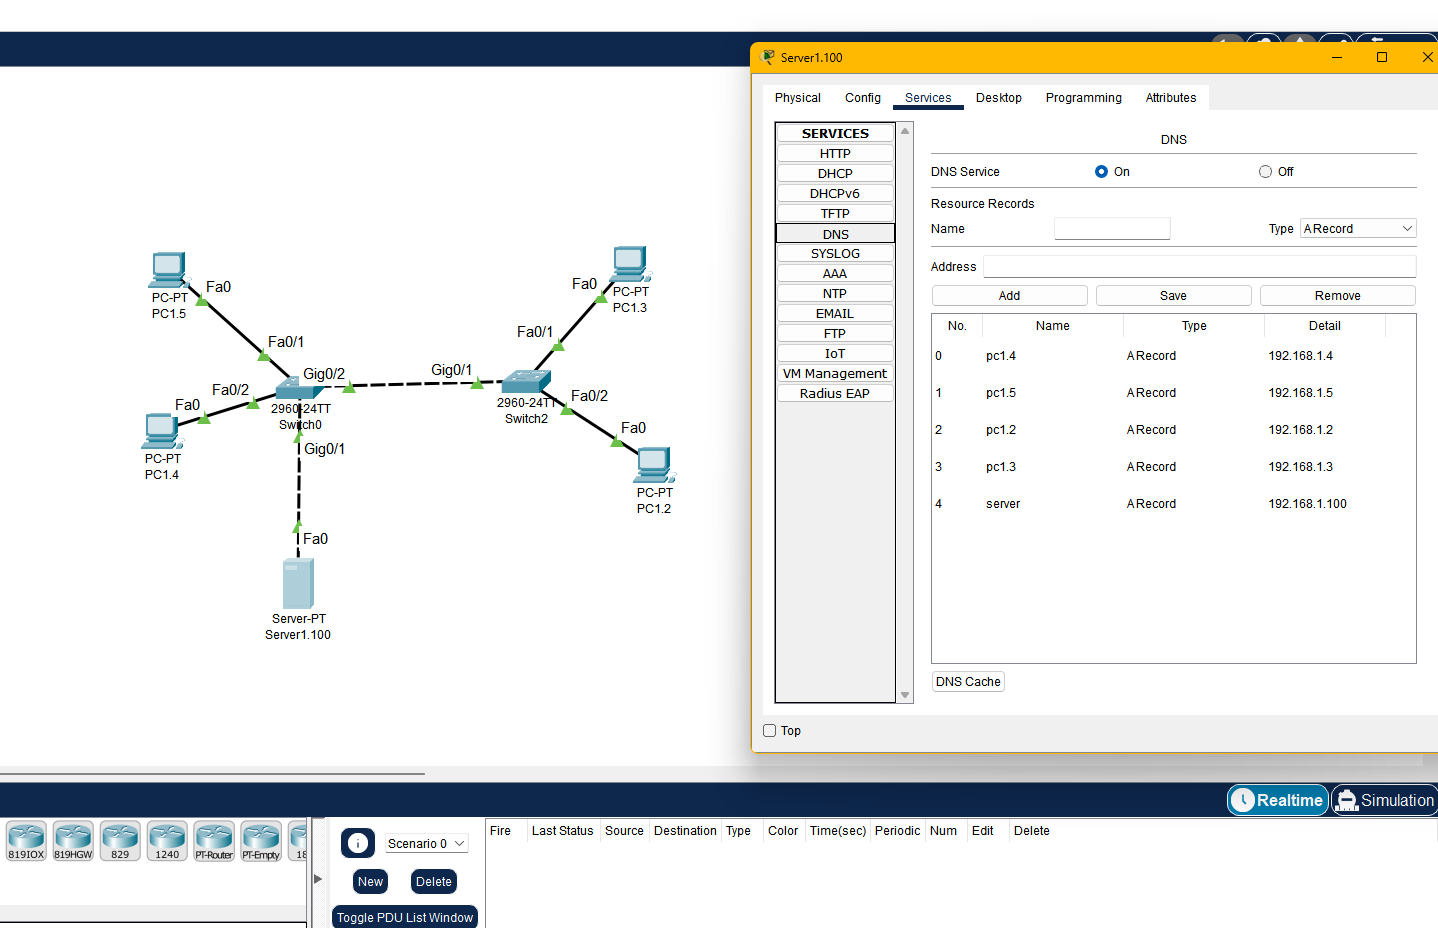 Server1.100
Physical Config Services Desktop Programming Attributes
SERVICES
HTTP
DHCP
DHCPv6
TFTP
DNS
SYSLOG
AAA
NTP
EMAIL
FTP
IoT
VM Management
Radius EAP
DNS
DNS Service On Off
Resource Records
Name Type A Record
Address
Add Save Remove
No. Name Type Detail
0 pc1.4 A Record 192.168.1.4
1 pc1.5 A Record 192.168.1.5
2 pc1.2 A Record 192.168.1.2
3 pc1.3 A Record 192.168.1.3
4 server A Record 192.168.1.100
DNS Cache
Top
Fa0
PC-PT
PC1.5
Fa0/1
Fa0
PC-PT
PC1.3
Fa0/1
Gig0/2
Gig0/1
Fa0/2
Fa0
2960-24TT
Switch0
PC-PT
PC1.4
Gig0/1
2960-24TT
Switch2
Fa0/2
Fa0
PC-PT
PC1.2
Fa0
Server-PT
Server1.100
Realtime Simulation
819IOX 819HGW 829 1240 PT-Router PT-Empty 18
Scenario 0
New Delete
Toggle PDU List Window
Fire Last Status Source Destination Type Color Time(sec) Periodic Num Edit Delete